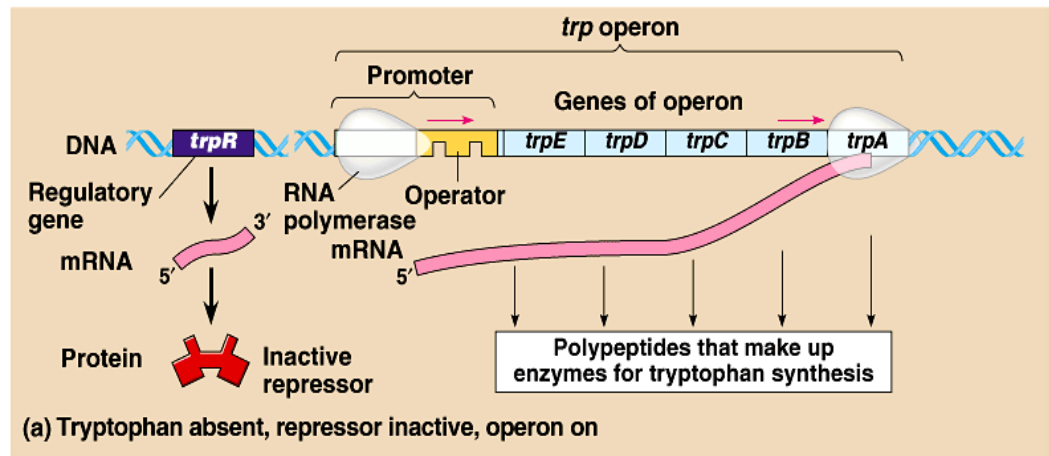 trp operon
Promoter
Genes of operon
DNA
trpR
trpE
trpD
trpC
trpB
trpA
Regulatory
gene
RNA
polymerase
Operator
mRNA
5′
3′
mRNA
5′
Protein
Inactive
repressor
Polypeptides that make up
enzymes for tryptophan synthesis
(a) Tryptophan absent, repressor inactive, operon on